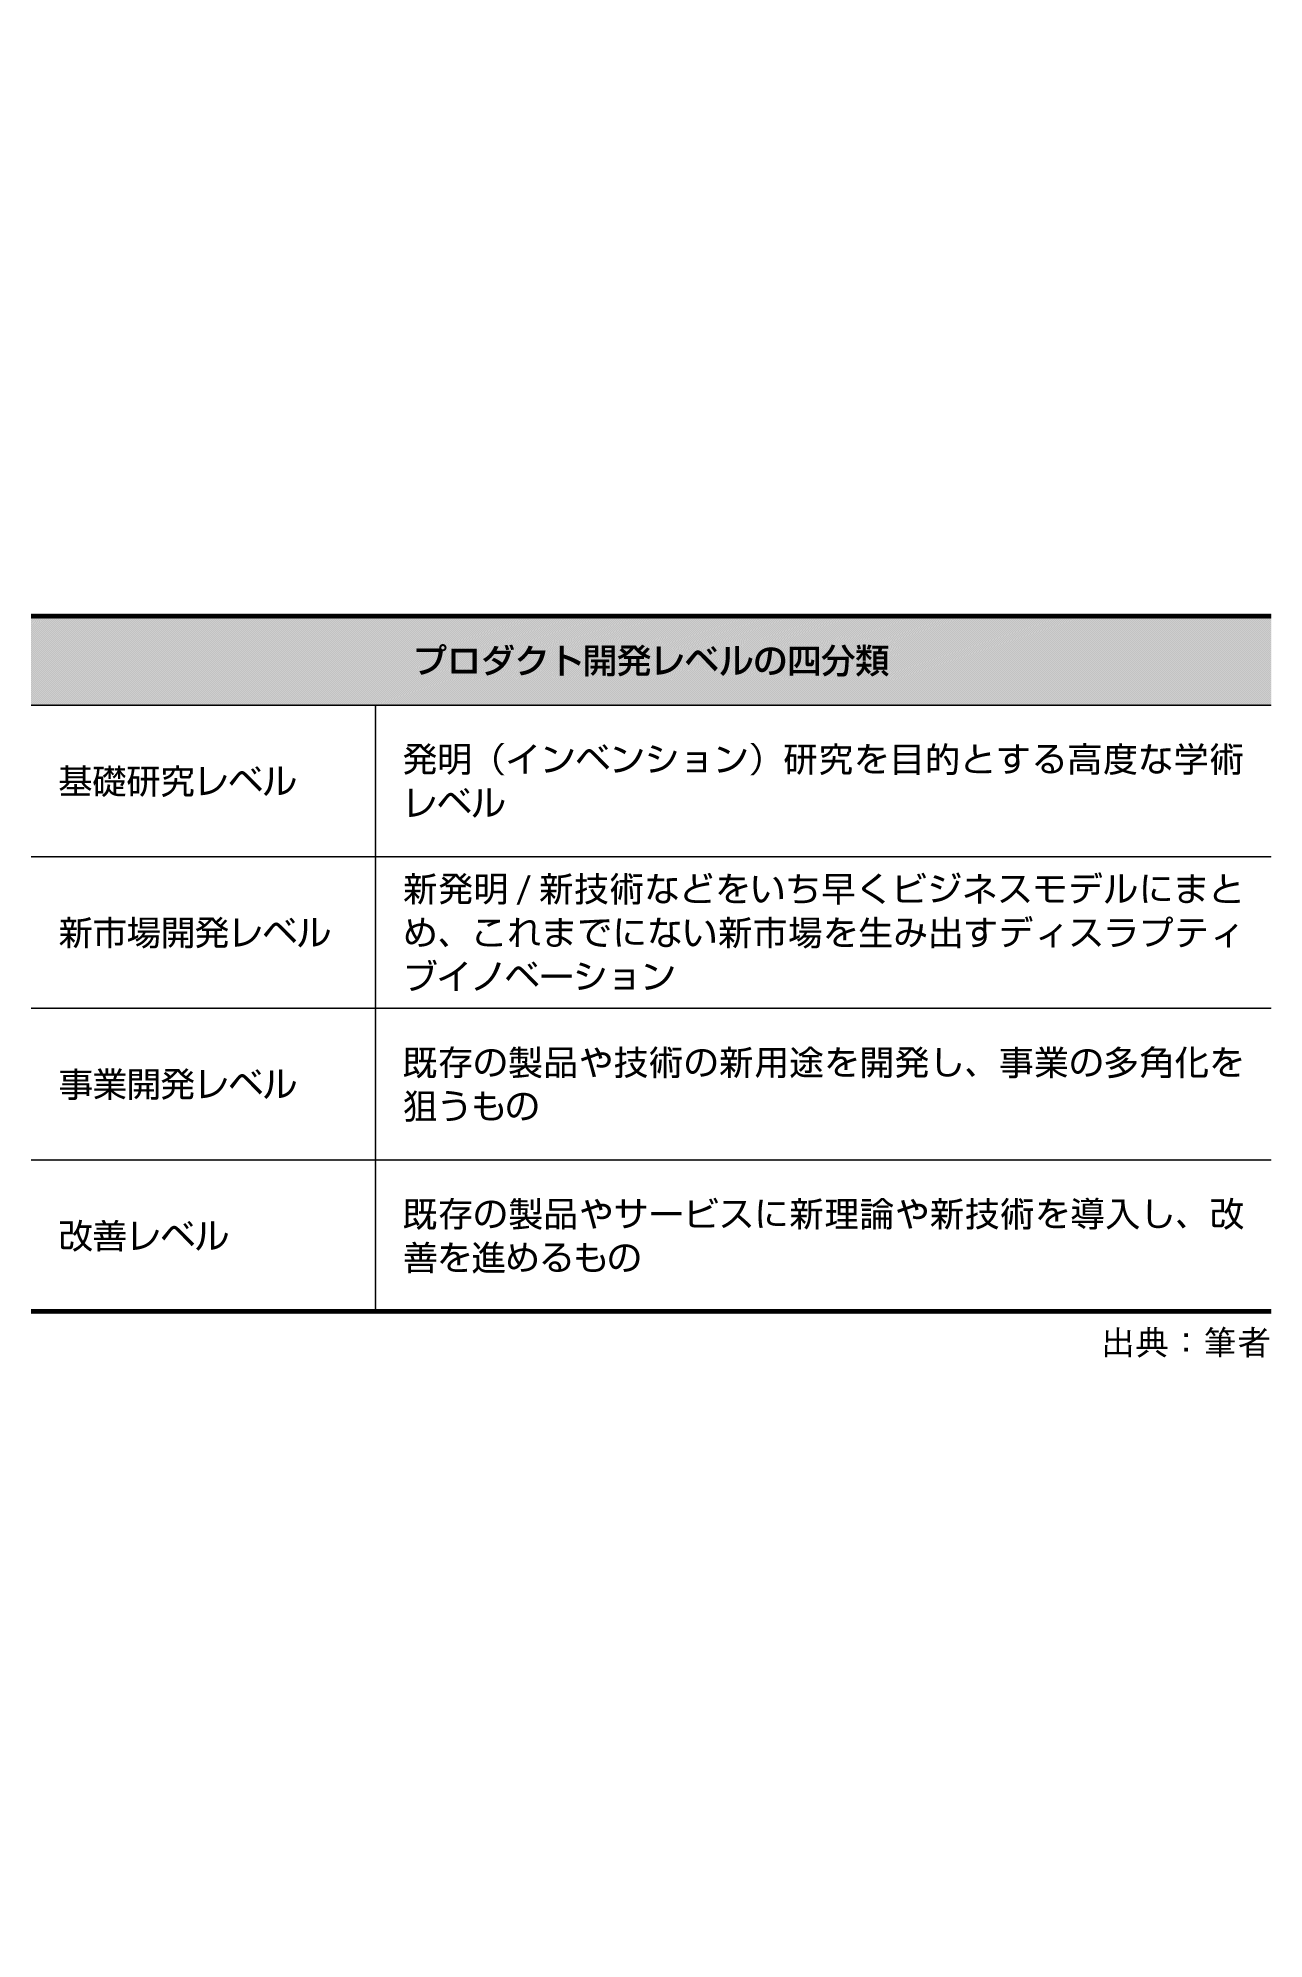 プロダクト開発レベルの四分類
基礎研究レベル
発明（インベンション）研究を目的とする高度な学術
レベル
新市場開発レベル
新発明 / 新技術などをいち早くビジネスモデルにまと
め、これまでにない新市場を生み出すディスラプティ
ブイノベーション
事業開発レベル
既存の製品や技術の新用途を開発し、事業の多角化を
狙うもの
改善レベル
既存の製品やサービスに新理論や新技術を導入し、改
善を進めるもの
出典：筆者